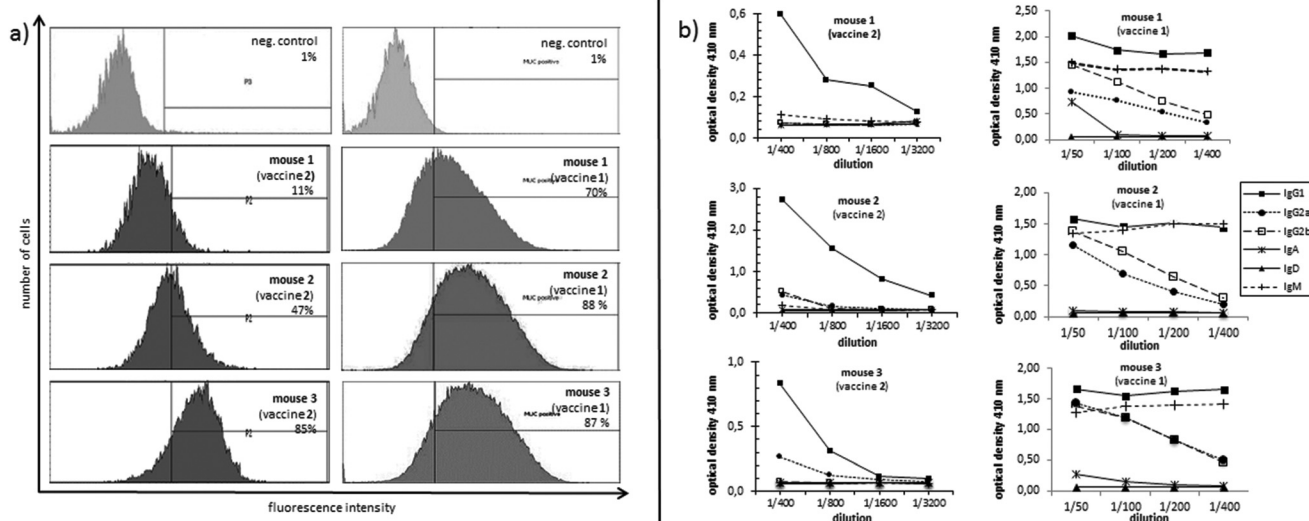 a)
number of cells
fluorescence intensity
neg. control
1%
P3
neg. control
1%
MUC positive
mouse 1
(vaccine 2)
11%
P2
mouse 1
(vaccine 1)
MUC positive
70%
mouse 2
(vaccine 2)
47%
P2
mouse 2
(vaccine 1)
MUC positive
88 %
mouse 3
(vaccine 2)
P2
85%
mouse 3
(vaccine 1)
MUC positive
87 %
b)
mouse 1
(vaccine 2)
optical density 410 nm
0,6
0,4
0,2
0,0
1/400 1/800 1/1600 1/3200
dilution
mouse 1
(vaccine 1)
optical density 410 nm
2,50
2,00
1,50
1,00
0,50
0,00
1/50 1/100 1/200 1/400
dilution
mouse 2
(vaccine 2)
optical density 410 nm
3,0
2,0
1,0
0,0
1/400 1/800 1/1600 1/3200
dilution
mouse 2
(vaccine 1)
optical density 410 nm
2,00
1,50
1,00
0,50
0,00
1/50 1/100 1/200 1/400
dilution
IgG1
IgG2a
IgG2b
IgA
IgD
IgM
mouse 3
(vaccine 2)
optical density 410 nm
1,0
0,5
0,0
1/400 1/800 1/1600 1/3200
dilution
mouse 3
(vaccine 1)
optical density 410 nm
2,00
1,50
1,00
0,50
0,00
1/50 1/100 1/200 1/400
dilution